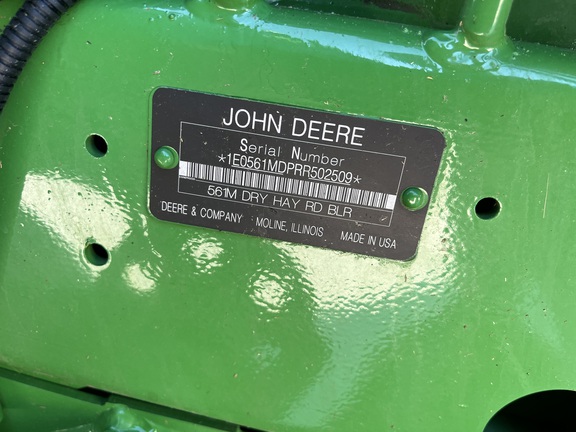 JOHN DEERE
Serial Number
*1E0561MDPRR502509*
561M DRY HAY RD BLR
DEERE & COMPANY MOLINE, ILLINOIS MADE IN USA